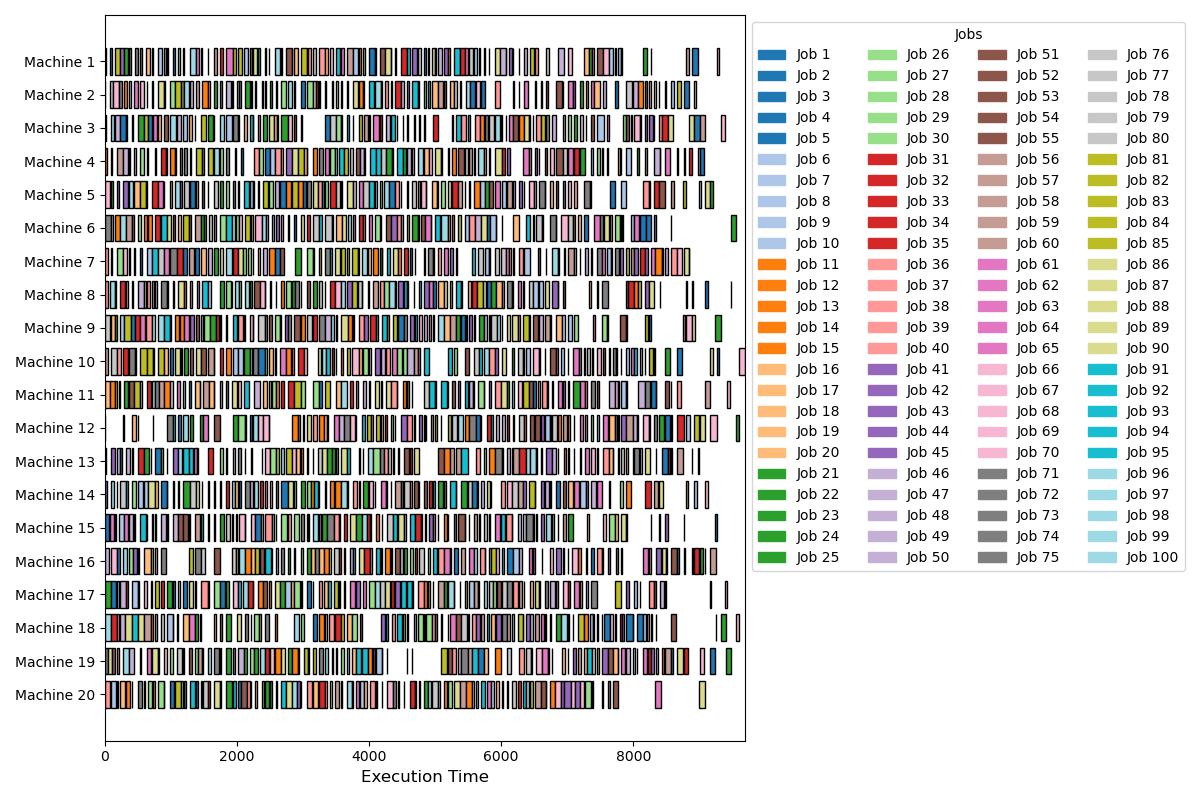 Machine 1
Machine 2
Machine 3
Machine 4
Machine 5
Machine 6
Machine 7
Machine 8
Machine 9
Machine 10
Machine 11
Machine 12
Machine 13
Machine 14
Machine 15
Machine 16
Machine 17
Machine 18
Machine 19
Machine 20
0 2000 4000 6000 8000
Execution Time
Jobs
Job 1 Job 26 Job 51 Job 76
Job 2 Job 27 Job 52 Job 77
Job 3 Job 28 Job 53 Job 78
Job 4 Job 29 Job 54 Job 79
Job 5 Job 30 Job 55 Job 80
Job 6 Job 31 Job 56 Job 81
Job 7 Job 32 Job 57 Job 82
Job 8 Job 33 Job 58 Job 83
Job 9 Job 34 Job 59 Job 84
Job 10 Job 35 Job 60 Job 85
Job 11 Job 36 Job 61 Job 86
Job 12 Job 37 Job 62 Job 87
Job 13 Job 38 Job 63 Job 88
Job 14 Job 39 Job 64 Job 89
Job 15 Job 40 Job 65 Job 90
Job 16 Job 41 Job 66 Job 91
Job 17 Job 42 Job 67 Job 92
Job 18 Job 43 Job 68 Job 93
Job 19 Job 44 Job 69 Job 94
Job 20 Job 45 Job 70 Job 95
Job 21 Job 46 Job 71 Job 96
Job 22 Job 47 Job 72 Job 97
Job 23 Job 48 Job 73 Job 98
Job 24 Job 49 Job 74 Job 99
Job 25 Job 50 Job 75 Job 100